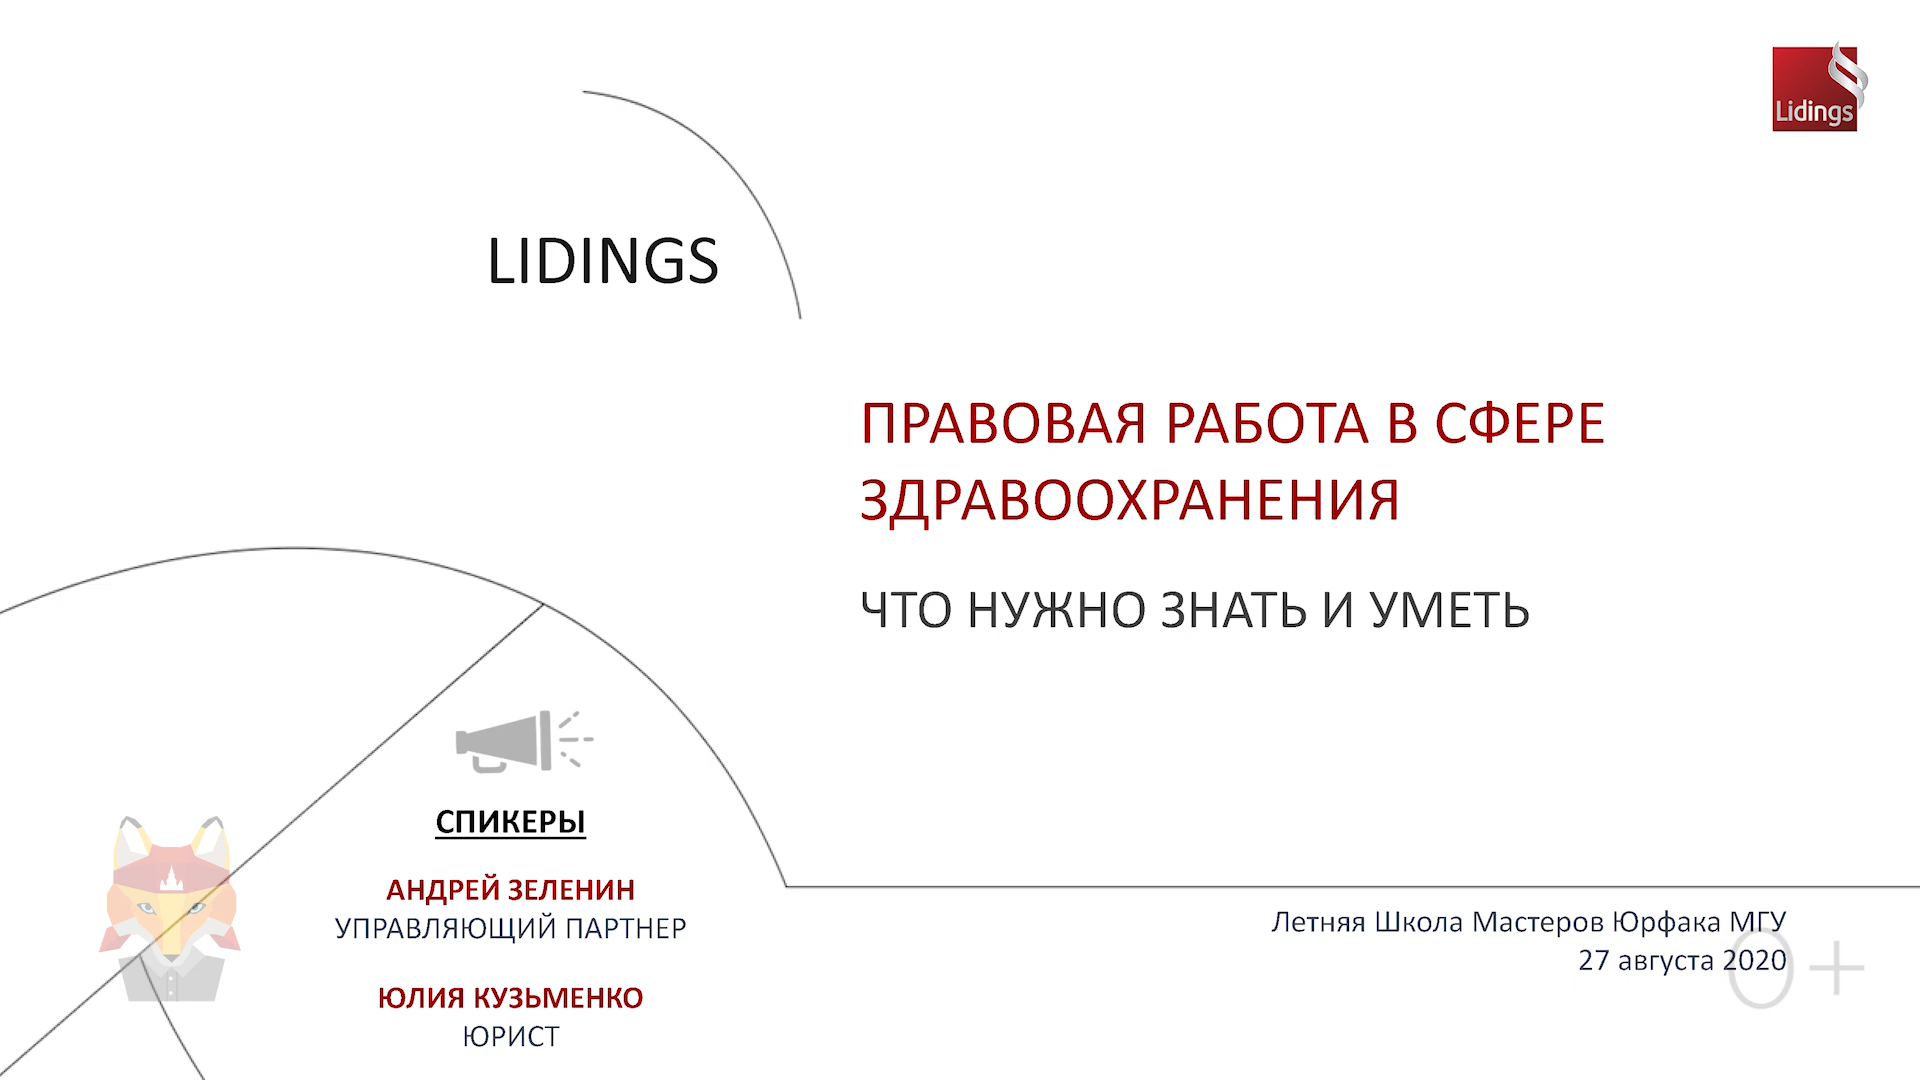 Lidings
LIDINGS
ПРАВОВАЯ РАБОТА В СФЕРЕ
ЗДРАВООХРАНЕНИЯ
ЧТО НУЖНО ЗНАТЬ И УМЕТЬ
СПИКЕРЫ
АНДРЕЙ ЗЕЛЕНИН
УПРАВЛЯЮЩИЙ ПАРТНЕР
ЮЛИЯ КУЗЬМЕНКО
ЮРИСТ
Летняя Школа Мастеров Юрфака МГУ
27 августа 2020
0+